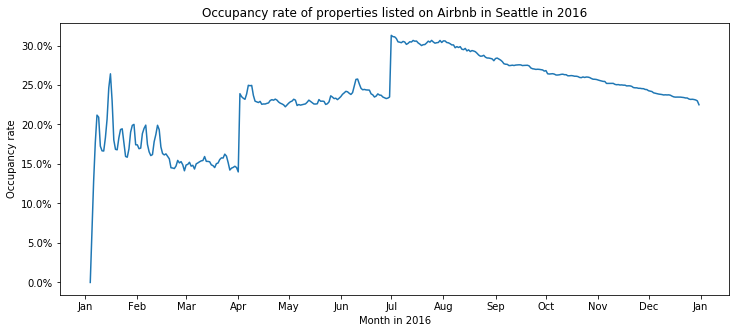 Occupancy rate of properties listed on Airbnb in Seattle in 2016
30.0%
25.0%
20.0%
15.0%
10.0%
5.0%
0.0%
Occupancy rate
Jan Feb Mar Apr May Jun Jul Aug Sep Oct Nov Dec Jan
Month in 2016